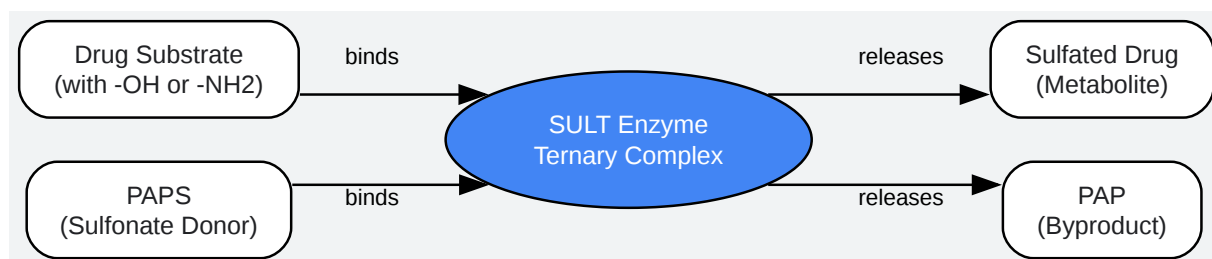 Drug Substrate
(with -OH or -NH2)
binds
SULT Enzyme
Ternary Complex
releases
Sulfated Drug
(Metabolite)
PAPS
(Sulfonate Donor)
binds
releases
PAP
(Byproduct)